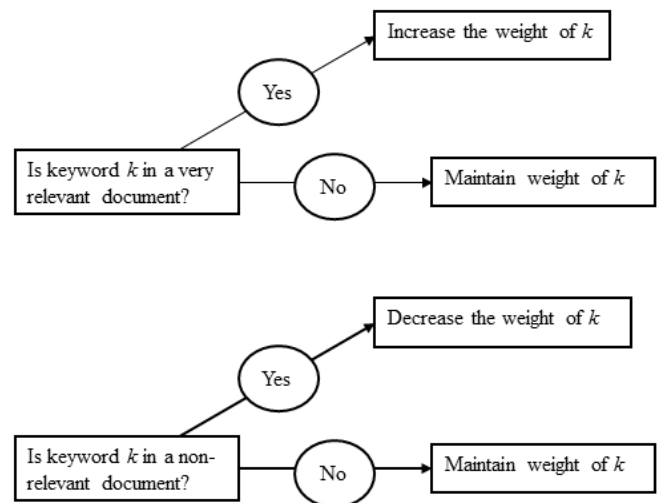 Increase the weight of k
Yes
Is keyword k in a very
relevant document?
No
Maintain weight of k
Decrease the weight of k
Yes
Is keyword k in a non-
relevant document?
No
Maintain weight of k